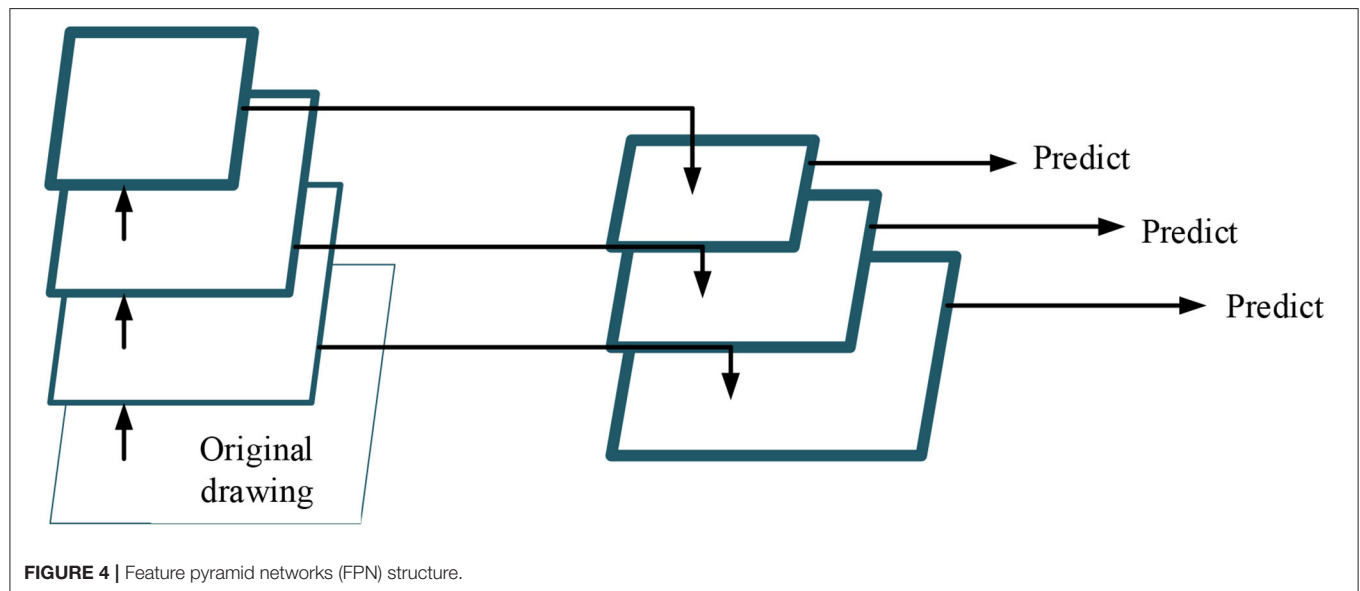 Predict
Predict
Predict
Original
drawing
FIGURE 4 | Feature pyramid networks (FPN) structure.